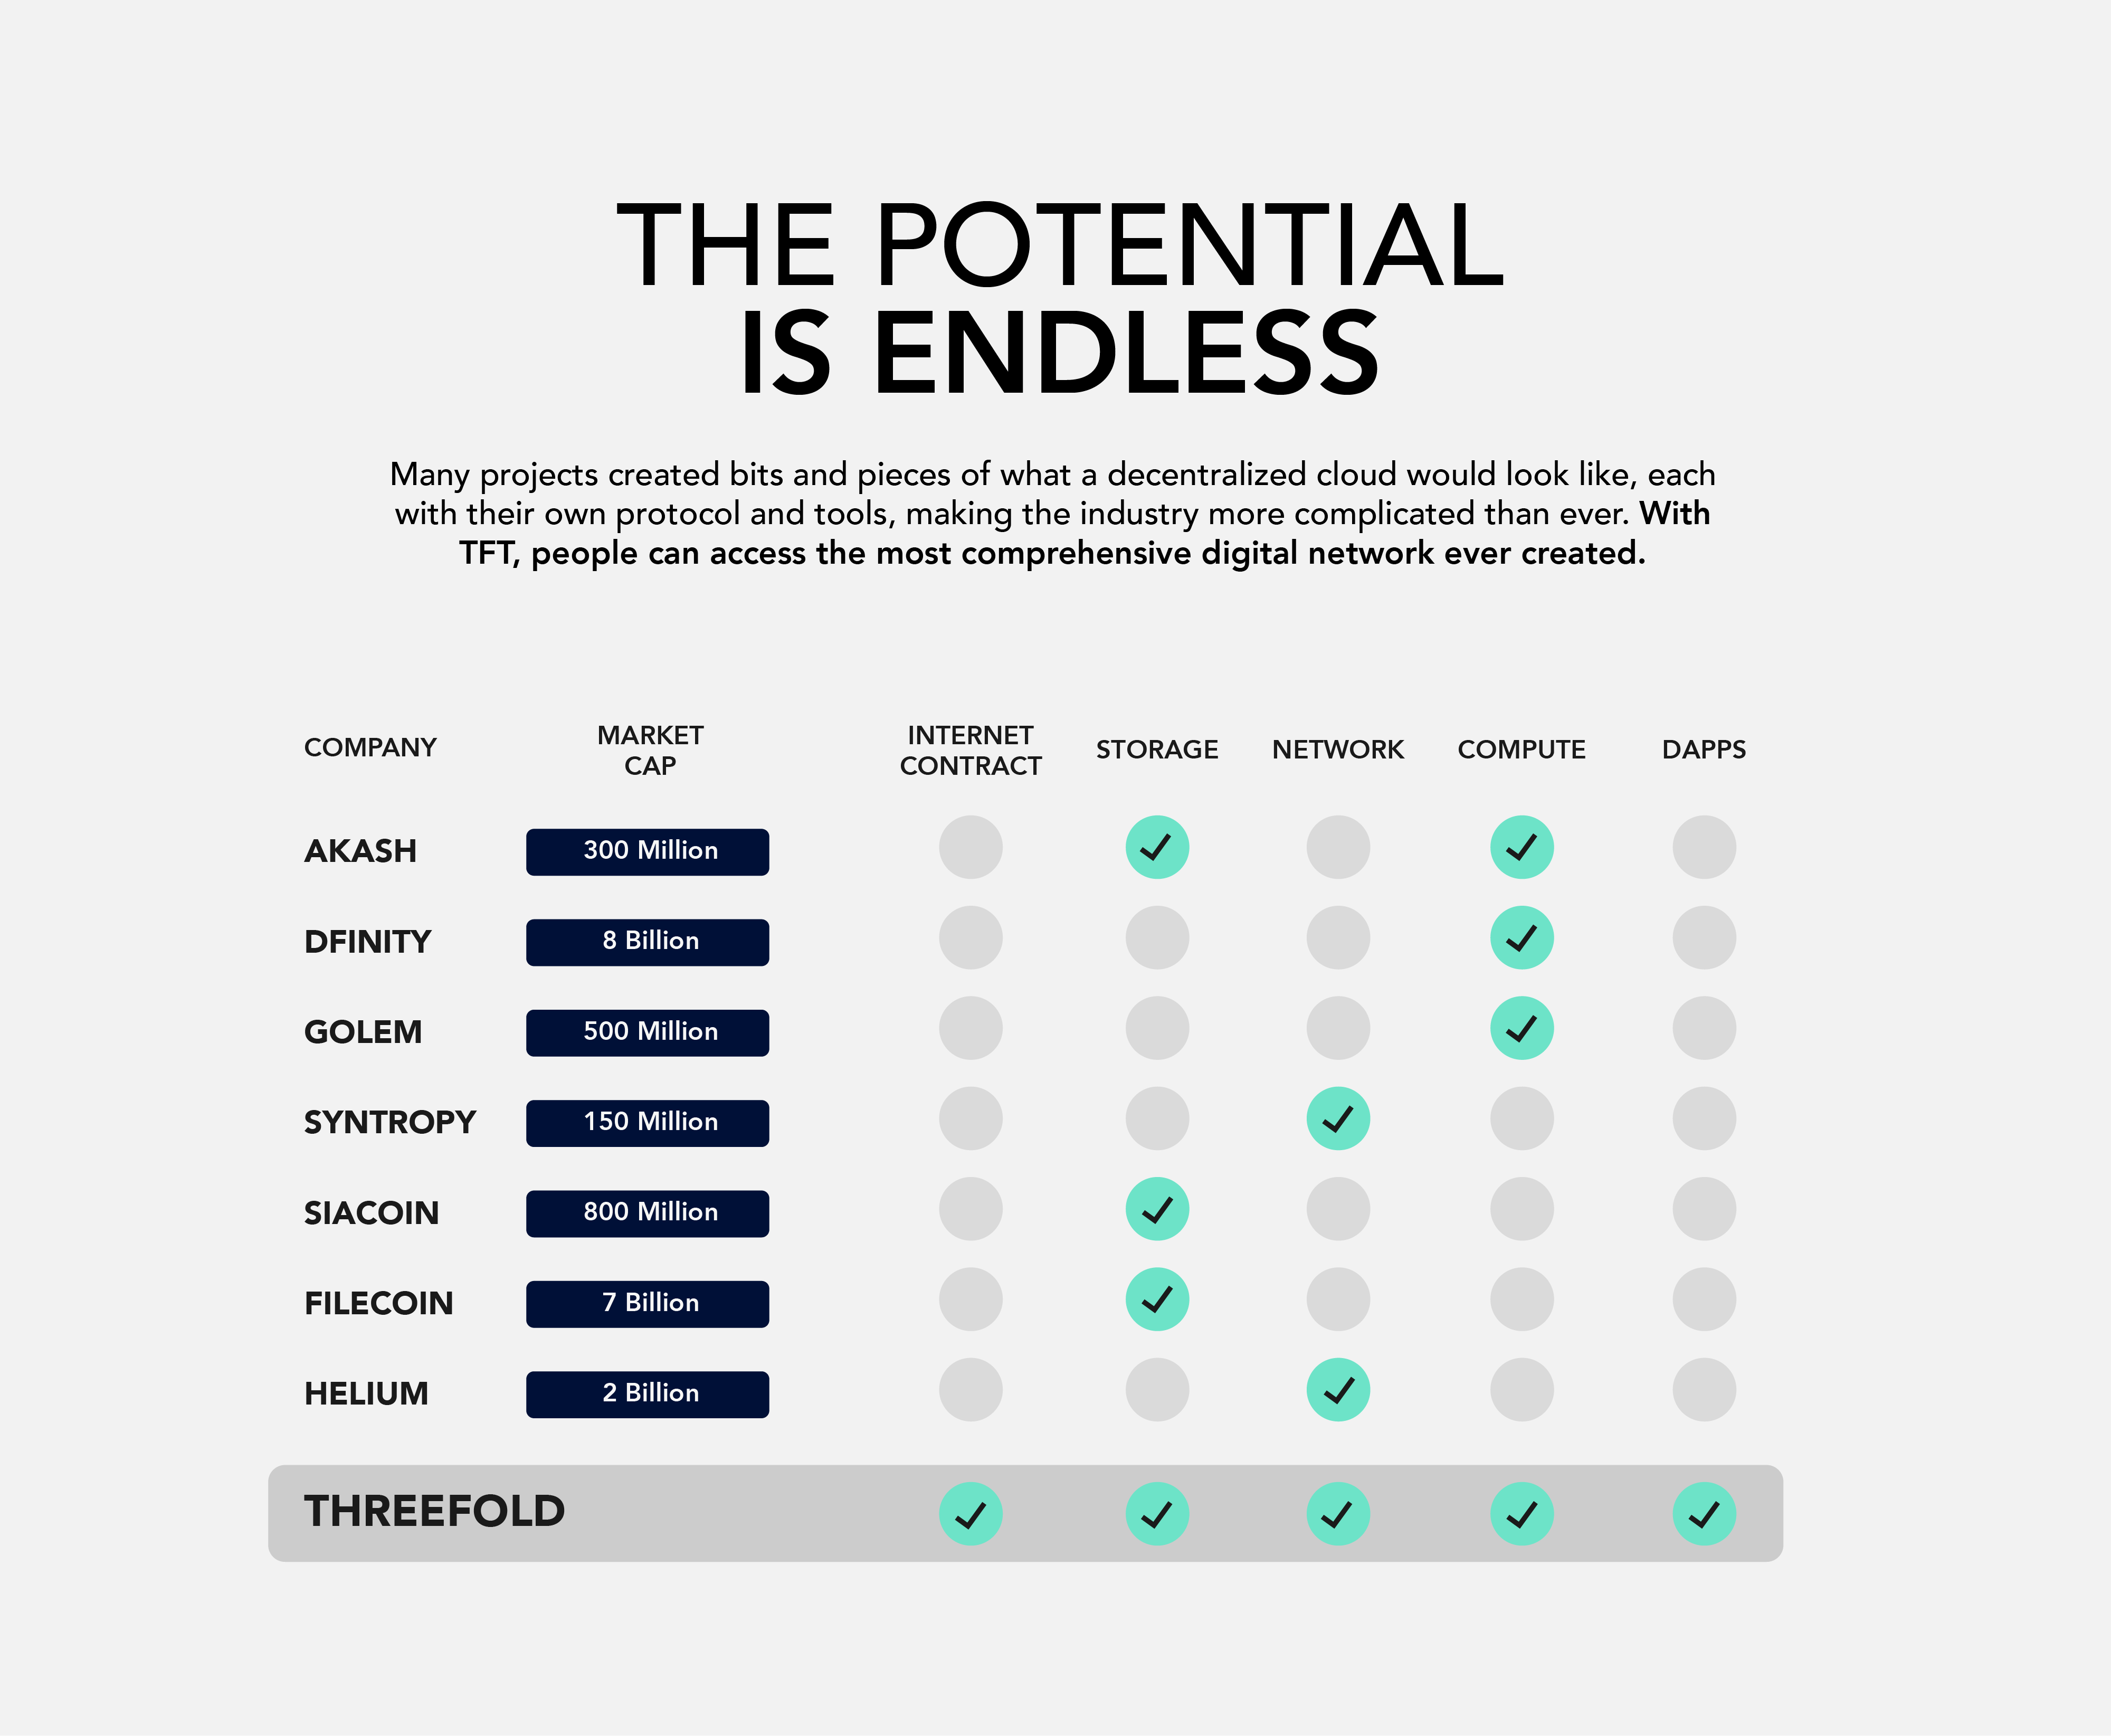 THE POTENTIAL
IS ENDLESS
Many projects created bits and pieces of what a decentralized cloud would look like, each
with their own protocol and tools, making the industry more complicated than ever. With
TFT, people can access the most comprehensive digital network ever created.
COMPANY MARKET CAP INTERNET CONTRACT STORAGE NETWORK COMPUTE DAPPS
AKASH 300 Million
DFINITY 8 Billion
GOLEM 500 Million
SYNTROPY 150 Million
SIACOIN 800 Million
FILECOIN 7 Billion
HELIUM 2 Billion
THREEFOLD